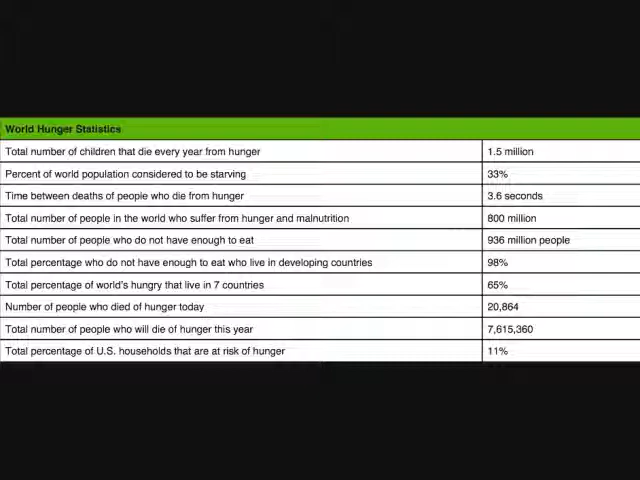 World Hunger Statistics
Total number of children that die every year from hunger 1.5 million
Percent of world population considered to be starving 33%
Time between deaths of people who die from hunger 3.6 seconds
Total number of people in the world who suffer from hunger and malnutrition 800 million
Total number of people who do not have enough to eat 936 million people
Total percentage who do not have enough to eat who live in developing countries 98%
Total percentage of world's hungry that live in 7 countries 65%
Number of people who died of hunger today 20,864
Total number of people who will die of hunger this year 7,615,360
Total percentage of U.S. households that are at risk of hunger 11%